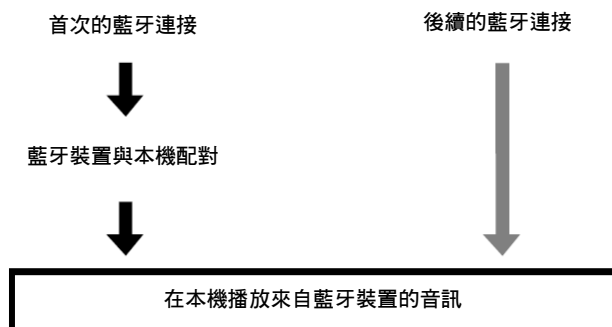 首次的藍牙連接
後續的藍牙連接
藍牙裝置與本機配對
在本機播放來自藍牙裝置的音訊